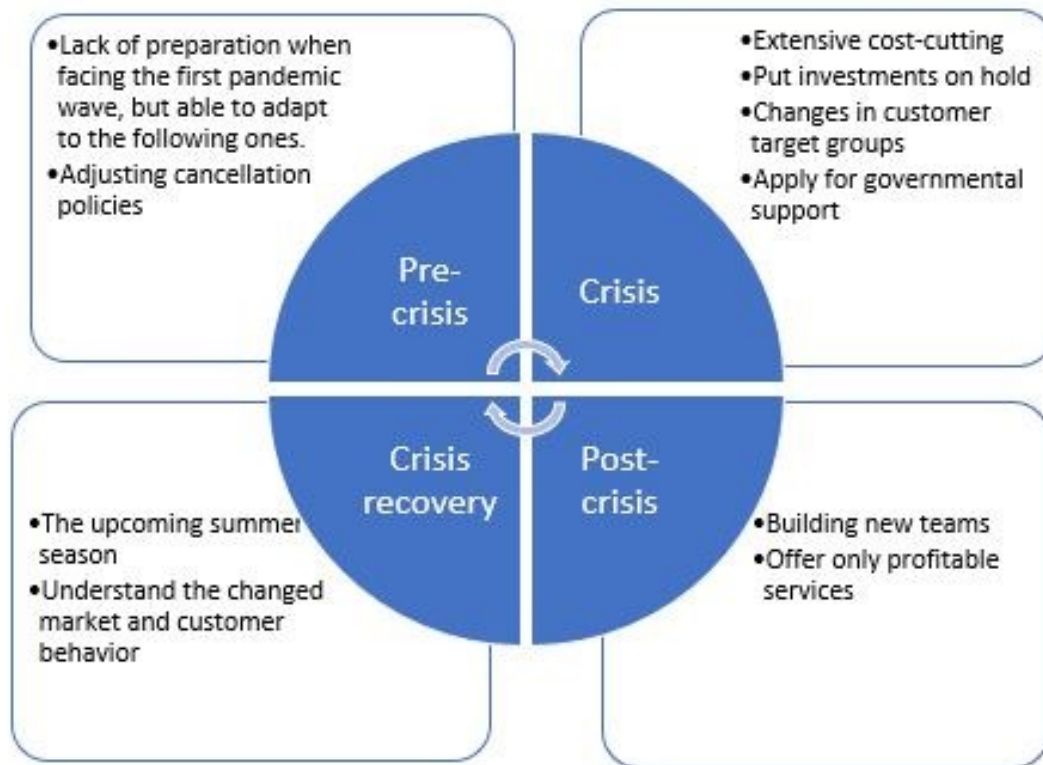 •Lack of preparation when
facing the first pandemic
wave, but able to adapt
to the following ones.
•Adjusting cancellation
policies
•Extensive cost-cutting
•Put investments on hold
•Changes in customer
target groups
•Apply for governmental
support
Pre-
crisis
Crisis
Crisis
recovery
Post-
crisis
•The upcoming summer
season
•Understand the changed
market and customer
behavior
•Building new teams
•Offer only profitable
services